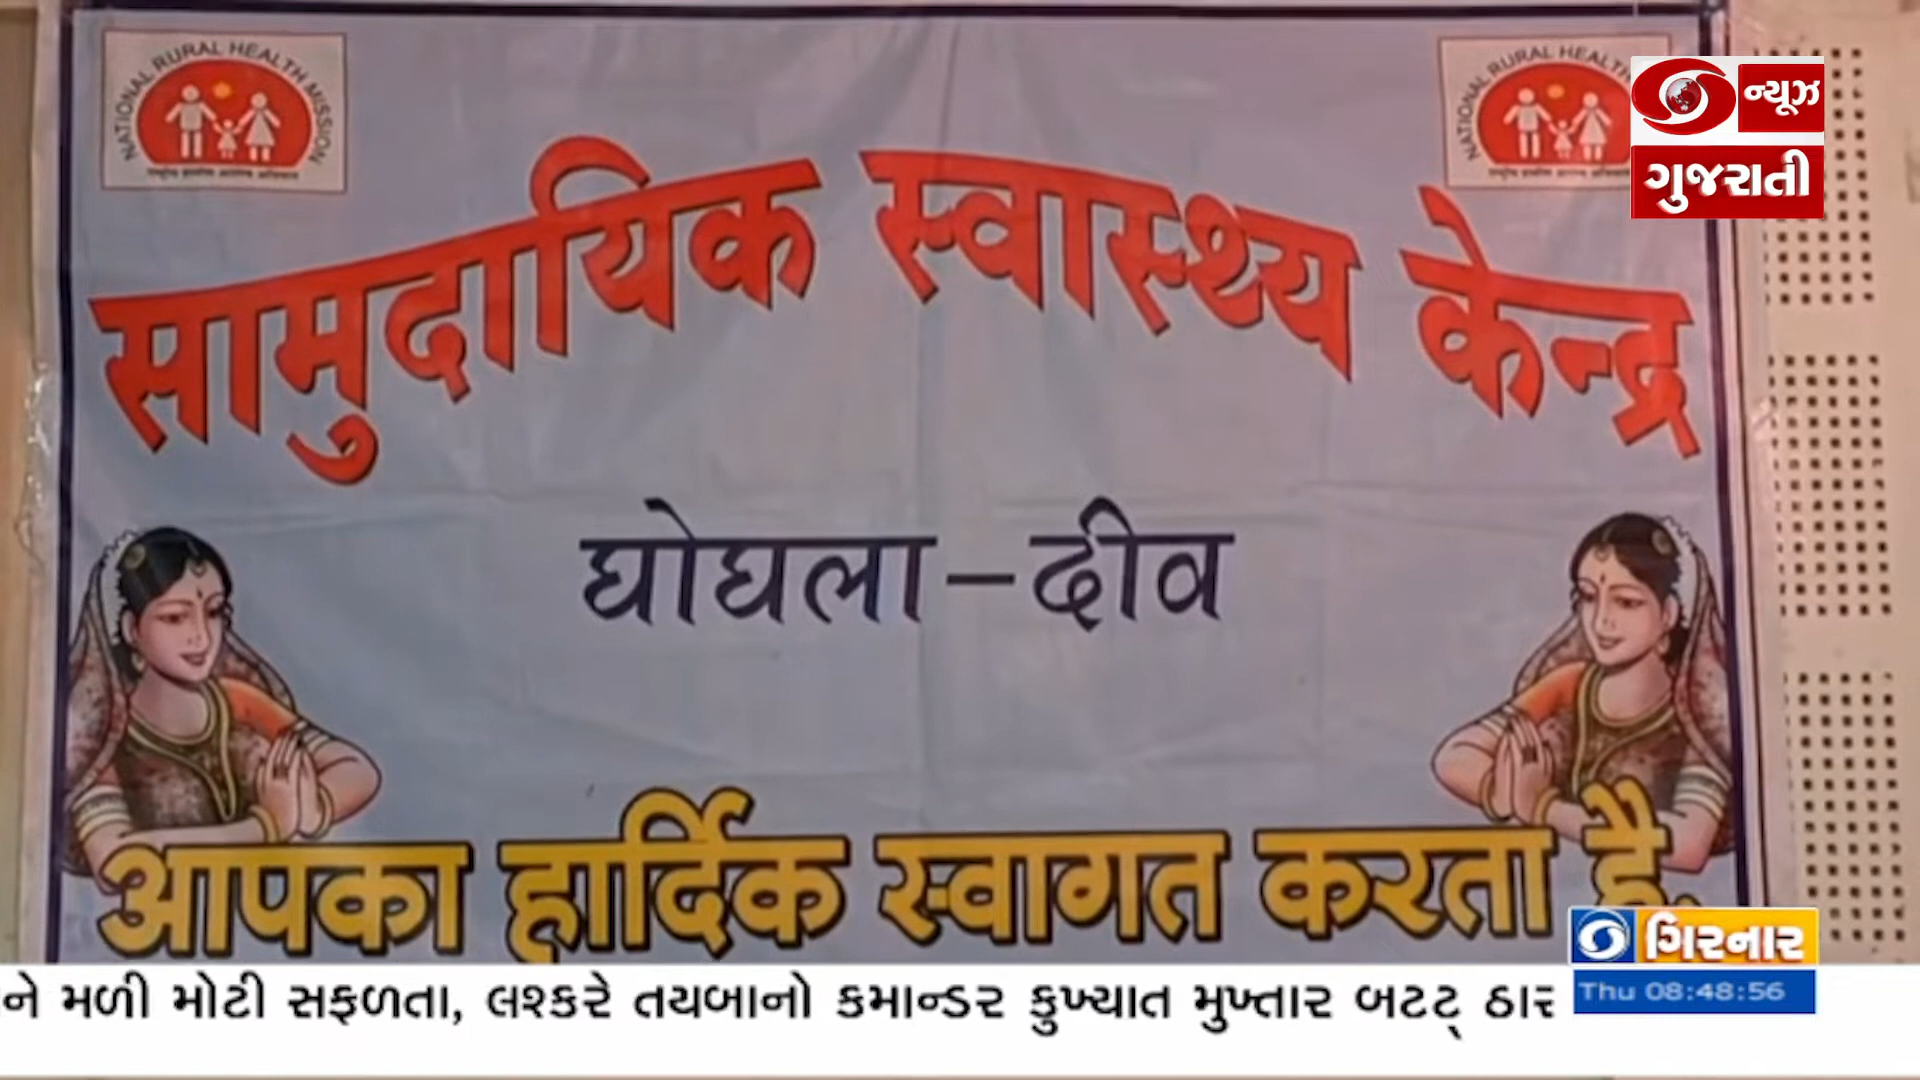 NATIONAL RURAL HEALTH MISSION
NATIONAL RURAL HEALTH
ન્યૂઝ
ગુજરાતી
सामुदायिक स्वास्थ्य केन्द्र
घोघला-दीव
आपका हार्दिक स्वागत करता है.
ગિરનાર
ને મળી મોટી સફળતા, લશ્કરે તયબાનો કમાન્ડર કુખ્યાત મુખ્તાર બટટ્ ઠાર
Thu 08:48:56